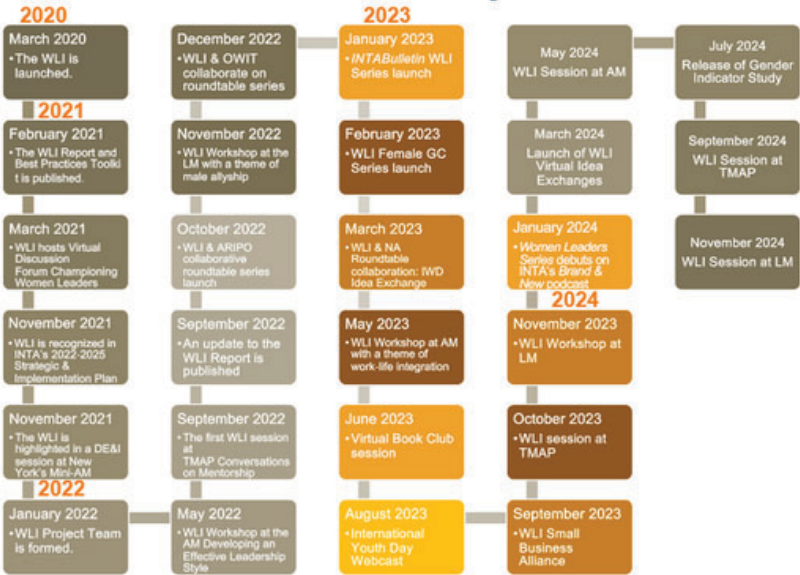 2020
March 2020
• The WLI is
launched.
2021
February 2021
• The WLI Report and
Best Practices Toolki
t is published.
March 2021
• WLI hosts Virtual
Discussion
Forum Championing
Women Leaders
November 2021
• WLI is recognized in
INTA's 2022-2025
Strategic &
Implementation Plan
November 2021
• The WLI is
highlighted in a DE&I
session at New
York's Mini-AM
2022
January 2022
• WLI Project Team
is formed.
May 2022
• WLI Workshop at the
AM Developing an
Effective Leadership
Style
September 2022
• The first WLI session
at
TMAP Conversations
on Mentorship
September 2022
• An update to the
WLI Report is
published
October 2022
• WLI & ARIPO
collaborative
roundtable series
launch
November 2022
• WLI Workshop at the
LM with a theme of
male allyship
December 2022
• WLI & OWIT
collaborate on
roundtable series
2023
January 2023
• INTABulletin WLI
Series launch
February 2023
• WLI Female GC
Series launch
March 2023
• WLI & NA
Roundtable
collaboration: IWD
Idea Exchange
May 2023
• WLI Workshop at AM
with a theme of
work-life integration
June 2023
• Virtual Book Club
session
August 2023
• International
Youth Day
Webcast
September 2023
• WLI Small
Business
Alliance
October 2023
• WLI session at
TMAP
November 2023
• WLI Workshop at
LM
2024
January 2024
• Women Leaders
Series debuts on
INTA's Brand &
New podcast
March 2024
Launch of WLI
Virtual Idea
Exchanges
May 2024
WLI Session at AM
July 2024
Release of Gender
Indicator Study
September 2024
WLI Session at
TMAP
November 2024
WLI Session at LM